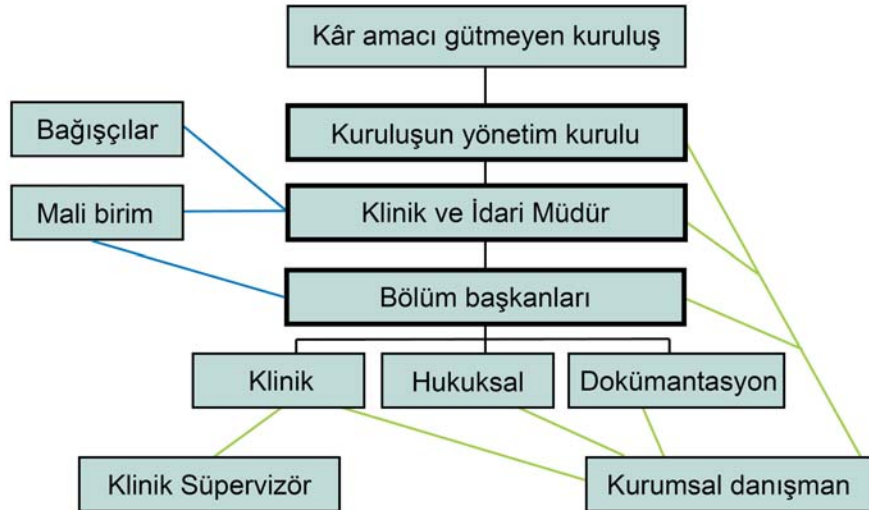 Kâr amacı gütmeyen kuruluş
Bağışçılar
Kuruluşun yönetim kurulu
Mali birim
Klinik ve İdari Müdür
Bölüm başkanları
Klinik
Hukuksal
Dokümantasyon
Klinik Süpervizór
Kurumsal danışman